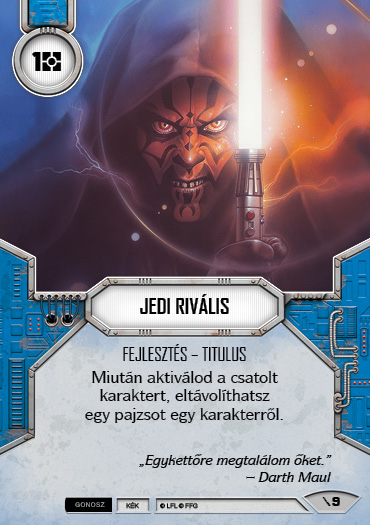 1
JEDI RIVÁLIS
FEJLESZTÉS – TITULUS
Miután aktiválod a csatolt
karaktert, eltávolíthatsz
egy pajzsot egy karakterről.
„Egykettőre megtalálom őket.”
– Darth Maul
GONOSZ KÉK © LFL © FFG 9